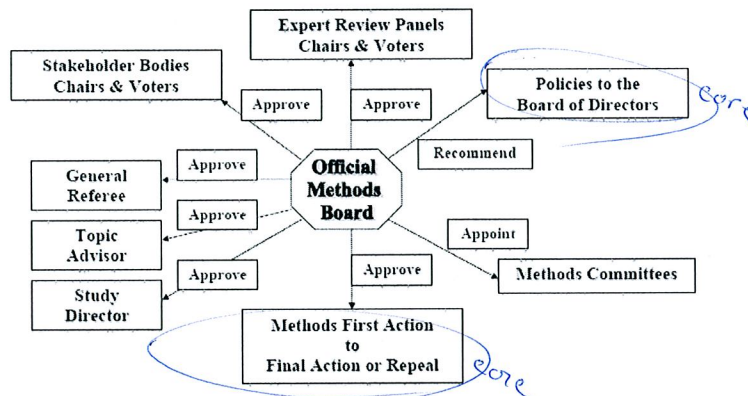 Expert Review Panels
Chairs & Voters
Stakeholder Bodies
Chairs & Voters
Policies to the
Board of Directors
core
Approve
Approve
Recommend
Official
Methods
Board
Approve
General
Referee
Approve
Topic
Advisor
Approve
Study
Director
Appoint
Methods Committees
Approve
Methods First Action
to
Final Action or Repeal
core